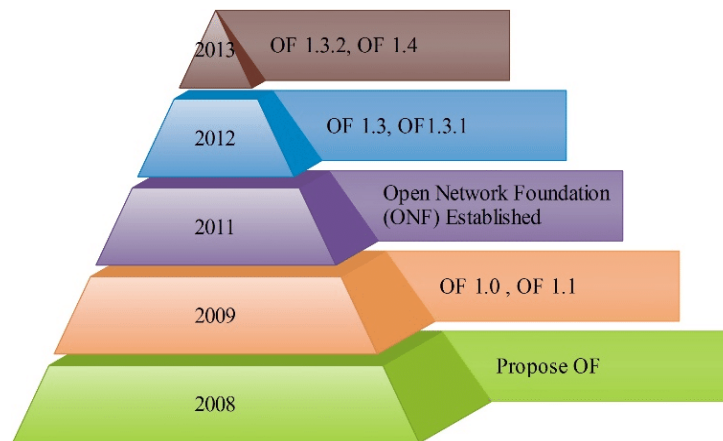 2013
OF 1.3.2, OF 1.4
2012
OF 1.3, OF1.3.1
2011
Open Network Foundation
(ONF) Established
2009
OF 1.0 , OF 1.1
2008
Propose OF